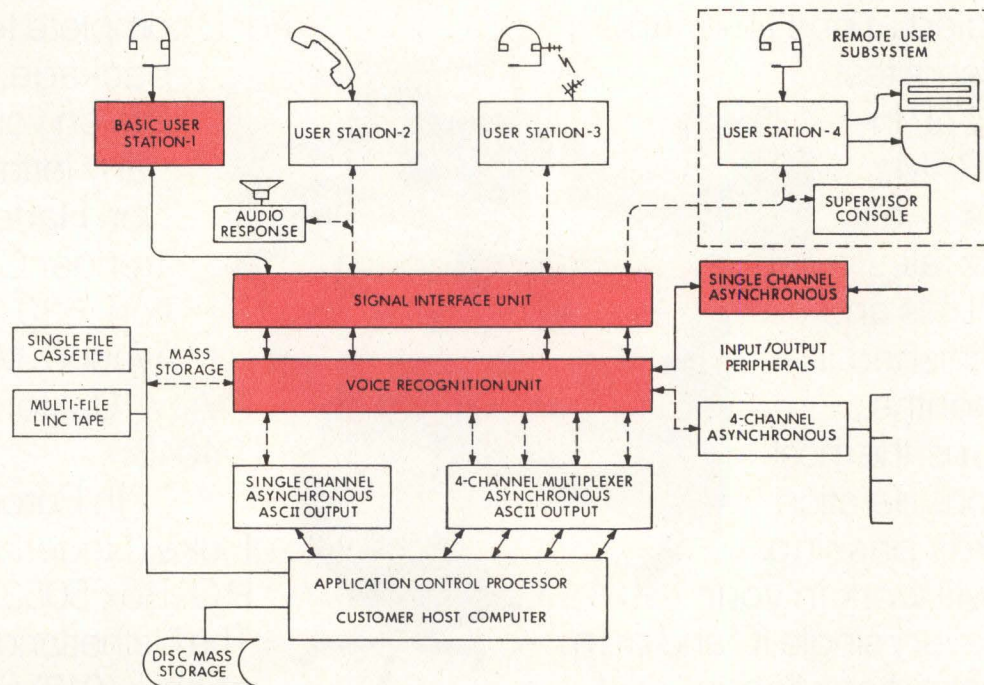 REMOTE USER
SUBSYSTEM
BASIC USER
STATION-1
USER STATION-2
USER STATION-3
USER STATION-4
AUDIO
RESPONSE
SUPERVISOR
CONSOLE
SIGNAL INTERFACE UNIT
SINGLE CHANNEL
ASYNCHRONOUS
SINGLE FILE
CASSETTE
MASS
STORAGE
VOICE RECOGNITION UNIT
INPUT/OUTPUT
PERIPHERALS
MULTI-FILE
LINC TAPE
4-CHANNEL
ASYNCHRONOUS
SINGLE CHANNEL
ASYNCHRONOUS
ASCII OUTPUT
4-CHANNEL MULTIPLEXER
ASYNCHRONOUS
ASCII OUTPUT
APPLICATION CONTROL PROCESSOR
CUSTOMER HOST COMPUTER
DISC MASS
STORAGE